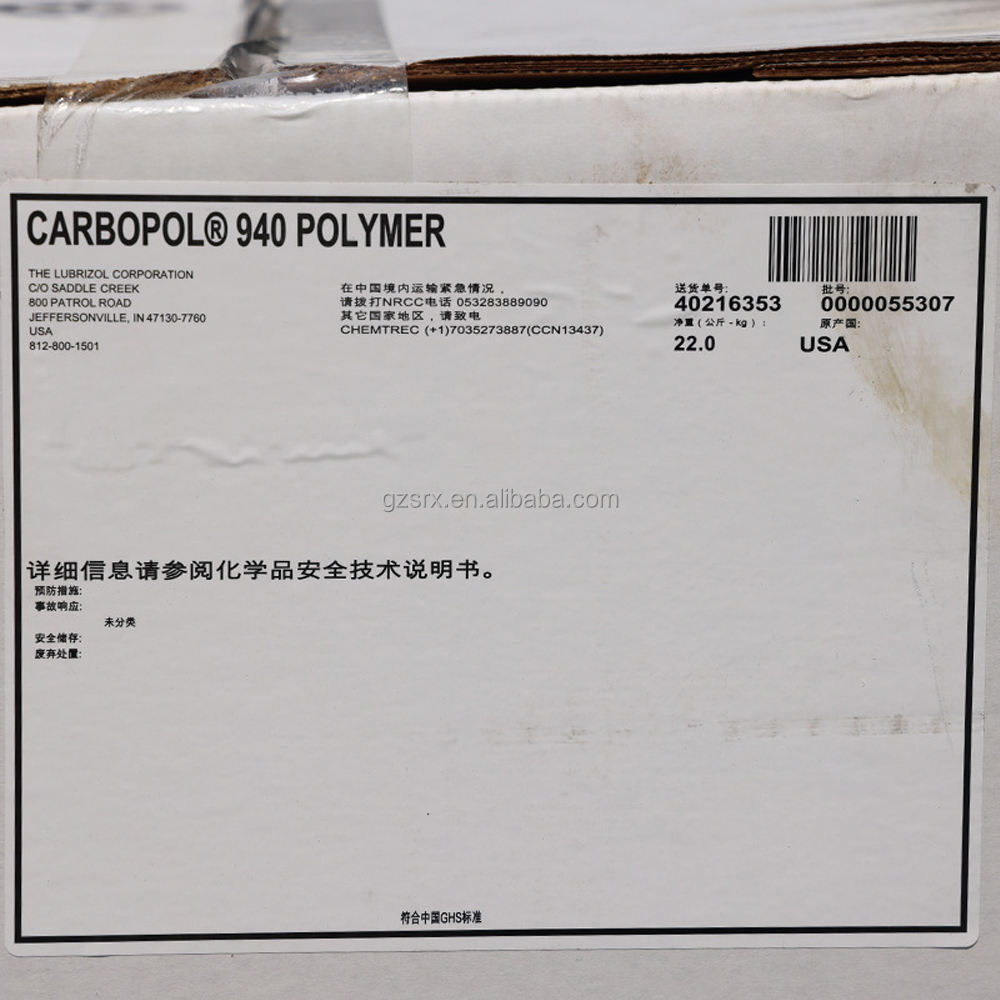 CARBOPOL® 940 POLYMER
THE LUBRIZOL CORPORATION
C/O SADDLE CREEK
800 PATROL ROAD
JEFFERSONVILLE, IN 47130-7760
USA
812-800-1501
在中国境内运输紧急情况，
请拨打NRCC电话 053283889090
其它国家地区，请致电
CHEMTREC (+1)7035273887(CCN13437)
送货单号: 批号:
40216353 0000055307
净重（公斤 - kg）: 原产国:
22.0 USA
gzsrx.en.alibaba.com
详细信息请参阅化学品安全技术说明书。
预防措施:
事故响应:
未分类
安全储存:
废弃处置:
符合中国GHS标准